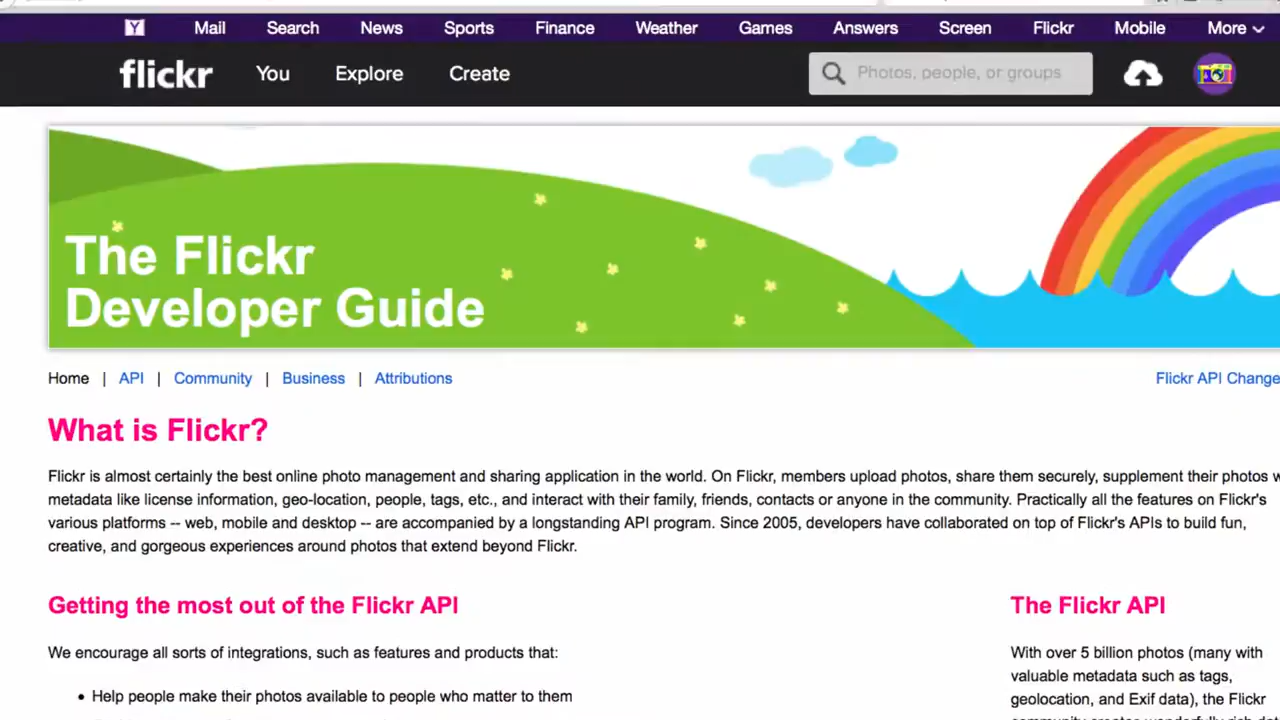 Y Mail Search News Sports Finance Weather Games Answers Screen Flickr Mobile More
flickr You Explore Create Photos, people, or groups
The Flickr
Developer Guide
Home | API | Community | Business | Attributions Flickr API Change
What is Flickr?
Flickr is almost certainly the best online photo management and sharing application in the world. On Flickr, members upload photos, share them securely, supplement their photos w
metadata like license information, geo-location, people, tags, etc., and interact with their family, friends, contacts or anyone in the community. Practically all the features on Flickr's
various platforms -- web, mobile and desktop -- are accompanied by a longstanding API program. Since 2005, developers have collaborated on top of Flickr's APIs to build fun,
creative, and gorgeous experiences around photos that extend beyond Flickr.
Getting the most out of the Flickr API
We encourage all sorts of integrations, such as features and products that:
• Help people make their photos available to people who matter to them
The Flickr API
With over 5 billion photos (many with
valuable metadata such as tags,
geolocation, and Exif data), the Flickr